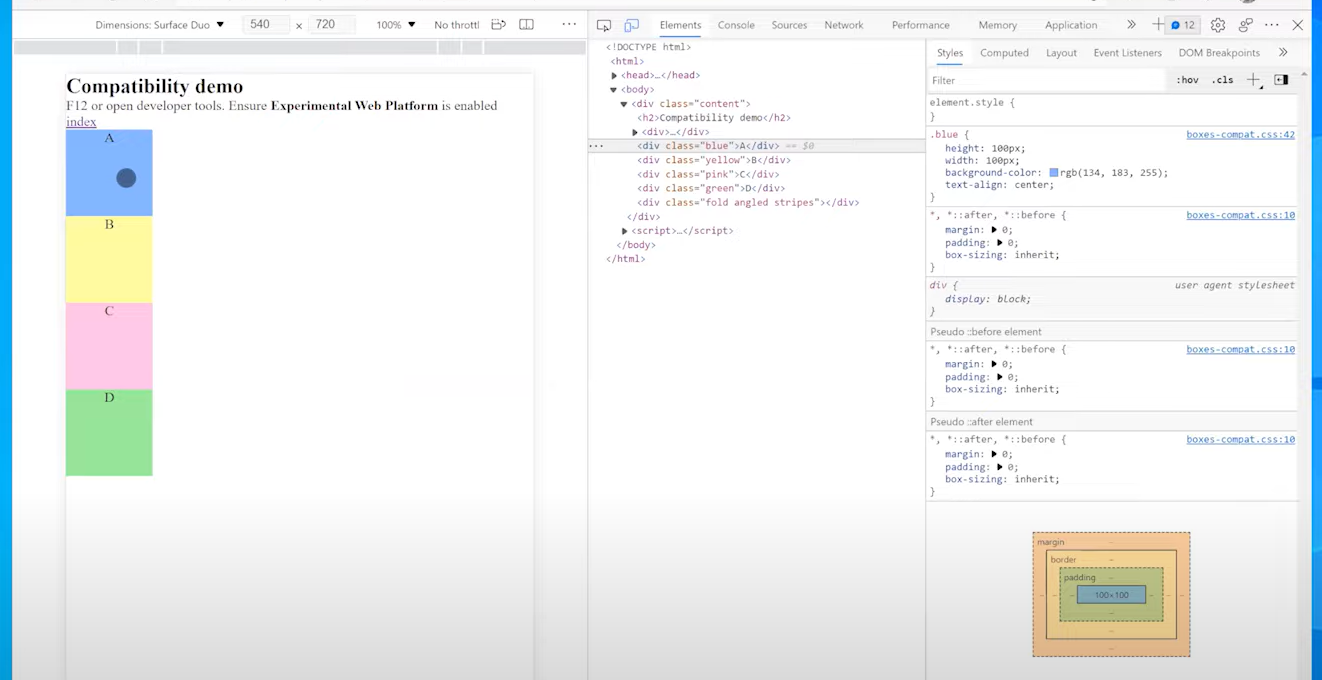 Dimensions: Surface Duo ▼ 540 × 720 100% ▼ No throttl ···
Elements Console Sources Network Performance Memory Application » + 12 ···
Compatibility demo
F12 or open developer tools. Ensure Experimental Web Platform is enabled
index
A
B
C
D
<!DOCTYPE html>
<html>
▶ <head>…</head>
▼ <body>
▼ <div class="content">
<h2>Compatibility demo</h2>
▶ <div>…</div>
··· <div class="blue">A</div> == $0
<div class="yellow">B</div>
<div class="pink">C</div>
<div class="green">D</div>
<div class="fold angled stripes"></div>
</div>
▶ <script>…</script>
</body>
</html>
Styles Computed Layout Event Listeners DOM Breakpoints »
Filter :hov .cls +
element.style {
}
.blue { boxes-compat.css:42
height: 100px;
width: 100px;
background-color: rgb(134, 183, 255);
text-align: center;
}
*, *::after, *::before { boxes-compat.css:10
margin: ▶ 0;
padding: ▶ 0;
box-sizing: inherit;
}
div { user agent stylesheet
display: block;
}
Pseudo ::before element
*, *::after, *::before { boxes-compat.css:10
margin: ▶ 0;
padding: ▶ 0;
box-sizing: inherit;
}
Pseudo ::after element
*, *::after, *::before { boxes-compat.css:10
margin: ▶ 0;
padding: ▶ 0;
box-sizing: inherit;
}
margin –
border –
padding –
– – – 100×100 – – –
–
–
–